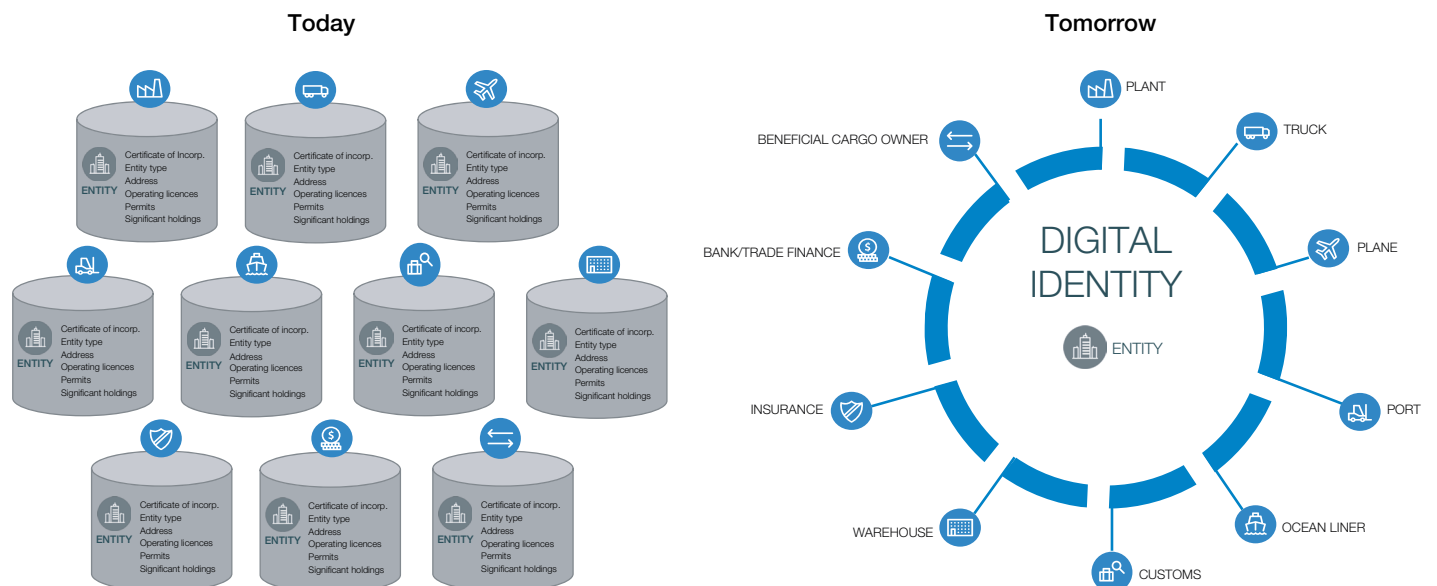 Today
Certificate of Incorp.
Entity type
Address
Operating licences
Permits
Significant holdings
ENTITY
Certificate of incorp.
Entity type
Address
Operating licences
Permits
Significant holdings
ENTITY
Certificate of incorp.
Entity type
Address
Operating licences
Permits
Significant holdings
ENTITY
Certificate of incorp.
Entity type
Address
Operating licences
Permits
Significant holdings
ENTITY
Certificate of incorp.
Entity type
Address
Operating licences
Permits
Significant holdings
ENTITY
Certificate of incorp.
Entity type
Address
Operating licences
Permits
Significant holdings
ENTITY
Certificate of incorp.
Entity type
Address
Operating licences
Permits
Significant holdings
ENTITY
Certificate of incorp.
Entity type
Address
Operating licences
Permits
Significant holdings
ENTITY
Certificate of incorp.
Entity type
Address
Operating licences
Permits
Significant holdings
ENTITY
Certificate of incorp.
Entity type
Address
Operating licences
Permits
Significant holdings
ENTITY
Tomorrow
PLANT
TRUCK
PLANE
PORT
OCEAN LINER
CUSTOMS
WAREHOUSE
INSURANCE
BANK/TRADE FINANCE
BENEFICIAL CARGO OWNER
DIGITAL
IDENTITY
ENTITY